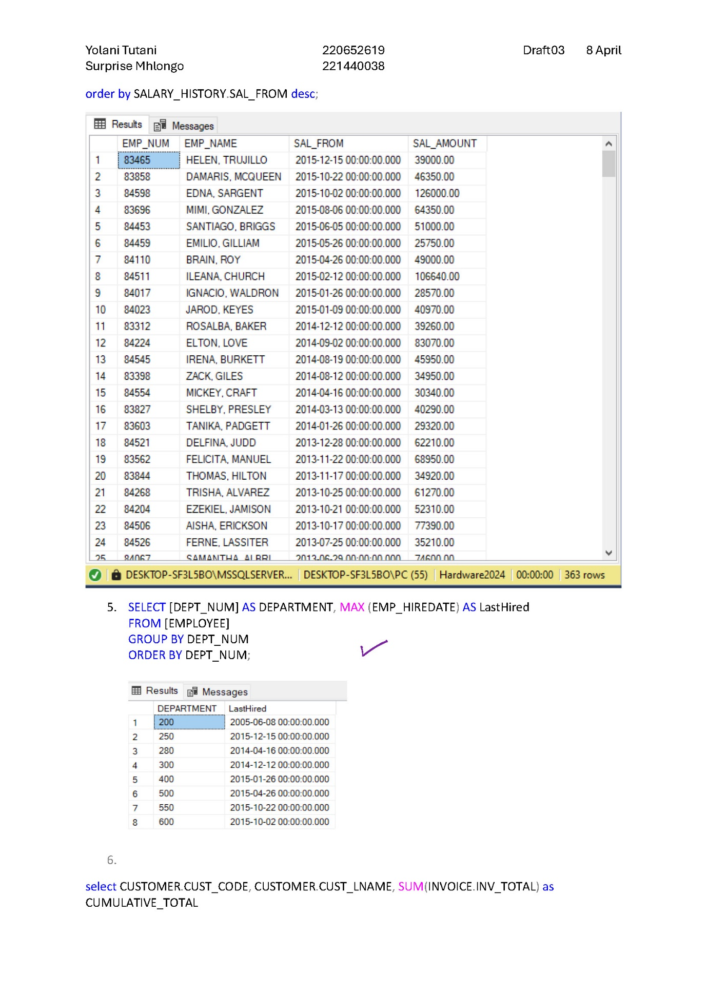 Yolani Tutani 220652619 Draft03 8 April
Surprise Mhlongo 221440038
order by SALARY_HISTORY.SAL_FROM desc;
Results Messages
EMP_NUM EMP_NAME SAL_FROM SAL_AMOUNT
1 83465 HELEN, TRUJILLO 2015-12-15 00:00:00.000 39000.00
2 83858 DAMARIS, MCQUEEN 2015-10-22 00:00:00.000 46350.00
3 84598 EDNA, SARGENT 2015-10-02 00:00:00.000 126000.00
4 83696 MIMI, GONZALEZ 2015-08-06 00:00:00.000 64350.00
5 84453 SANTIAGO, BRIGGS 2015-06-05 00:00:00.000 51000.00
6 84459 EMILIO, GILLIAM 2015-05-26 00:00:00.000 25750.00
7 84110 BRAIN, ROY 2015-04-26 00:00:00.000 49000.00
8 84511 ILEANA, CHURCH 2015-02-12 00:00:00.000 106640.00
9 84017 IGNACIO, WALDRON 2015-01-26 00:00:00.000 28570.00
10 84023 JAROD, KEYES 2015-01-09 00:00:00.000 40970.00
11 83312 ROSALBA, BAKER 2014-12-12 00:00:00.000 39260.00
12 84224 ELTON, LOVE 2014-09-02 00:00:00.000 83070.00
13 84545 IRENA, BURKETT 2014-08-19 00:00:00.000 45950.00
14 83398 ZACK, GILES 2014-08-12 00:00:00.000 34950.00
15 84554 MICKEY, CRAFT 2014-04-16 00:00:00.000 30340.00
16 83827 SHELBY, PRESLEY 2014-03-13 00:00:00.000 40290.00
17 83603 TANIKA, PADGETT 2014-01-26 00:00:00.000 29320.00
18 84521 DELFINA, JUDD 2013-12-28 00:00:00.000 62210.00
19 83562 FELICITA, MANUEL 2013-11-22 00:00:00.000 68950.00
20 83844 THOMAS, HILTON 2013-11-17 00:00:00.000 34920.00
21 84268 TRISHA, ALVAREZ 2013-10-25 00:00:00.000 61270.00
22 84204 EZEKIEL, JAMISON 2013-10-21 00:00:00.000 52310.00
23 84506 AISHA, ERICKSON 2013-10-17 00:00:00.000 77390.00
24 84526 FERNE, LASSITER 2013-07-25 00:00:00.000 35210.00
25 84067 SAMANTHA, ALBRI... 2013-06-29 00:00:00.000 74600.00
DESKTOP-SF3L5BO\MSSQLSERVER... DESKTOP-SF3L5BO\PC (55) Hardware2024 00:00:00 363 rows
5. SELECT [DEPT_NUM] AS DEPARTMENT, MAX (EMP_HIREDATE) AS LastHired
FROM [EMPLOYEE]
GROUP BY DEPT_NUM
ORDER BY DEPT_NUM;
Results Messages
DEPARTMENT LastHired
1 200 2005-06-08 00:00:00.000
2 250 2015-12-15 00:00:00.000
3 280 2014-04-16 00:00:00.000
4 300 2014-12-12 00:00:00.000
5 400 2015-01-26 00:00:00.000
6 500 2015-04-26 00:00:00.000
7 550 2015-10-22 00:00:00.000
8 600 2015-10-02 00:00:00.000
6.
select CUSTOMER.CUST_CODE, CUSTOMER.CUST_LNAME, SUM(INVOICE.INV_TOTAL) as
CUMULATIVE_TOTAL